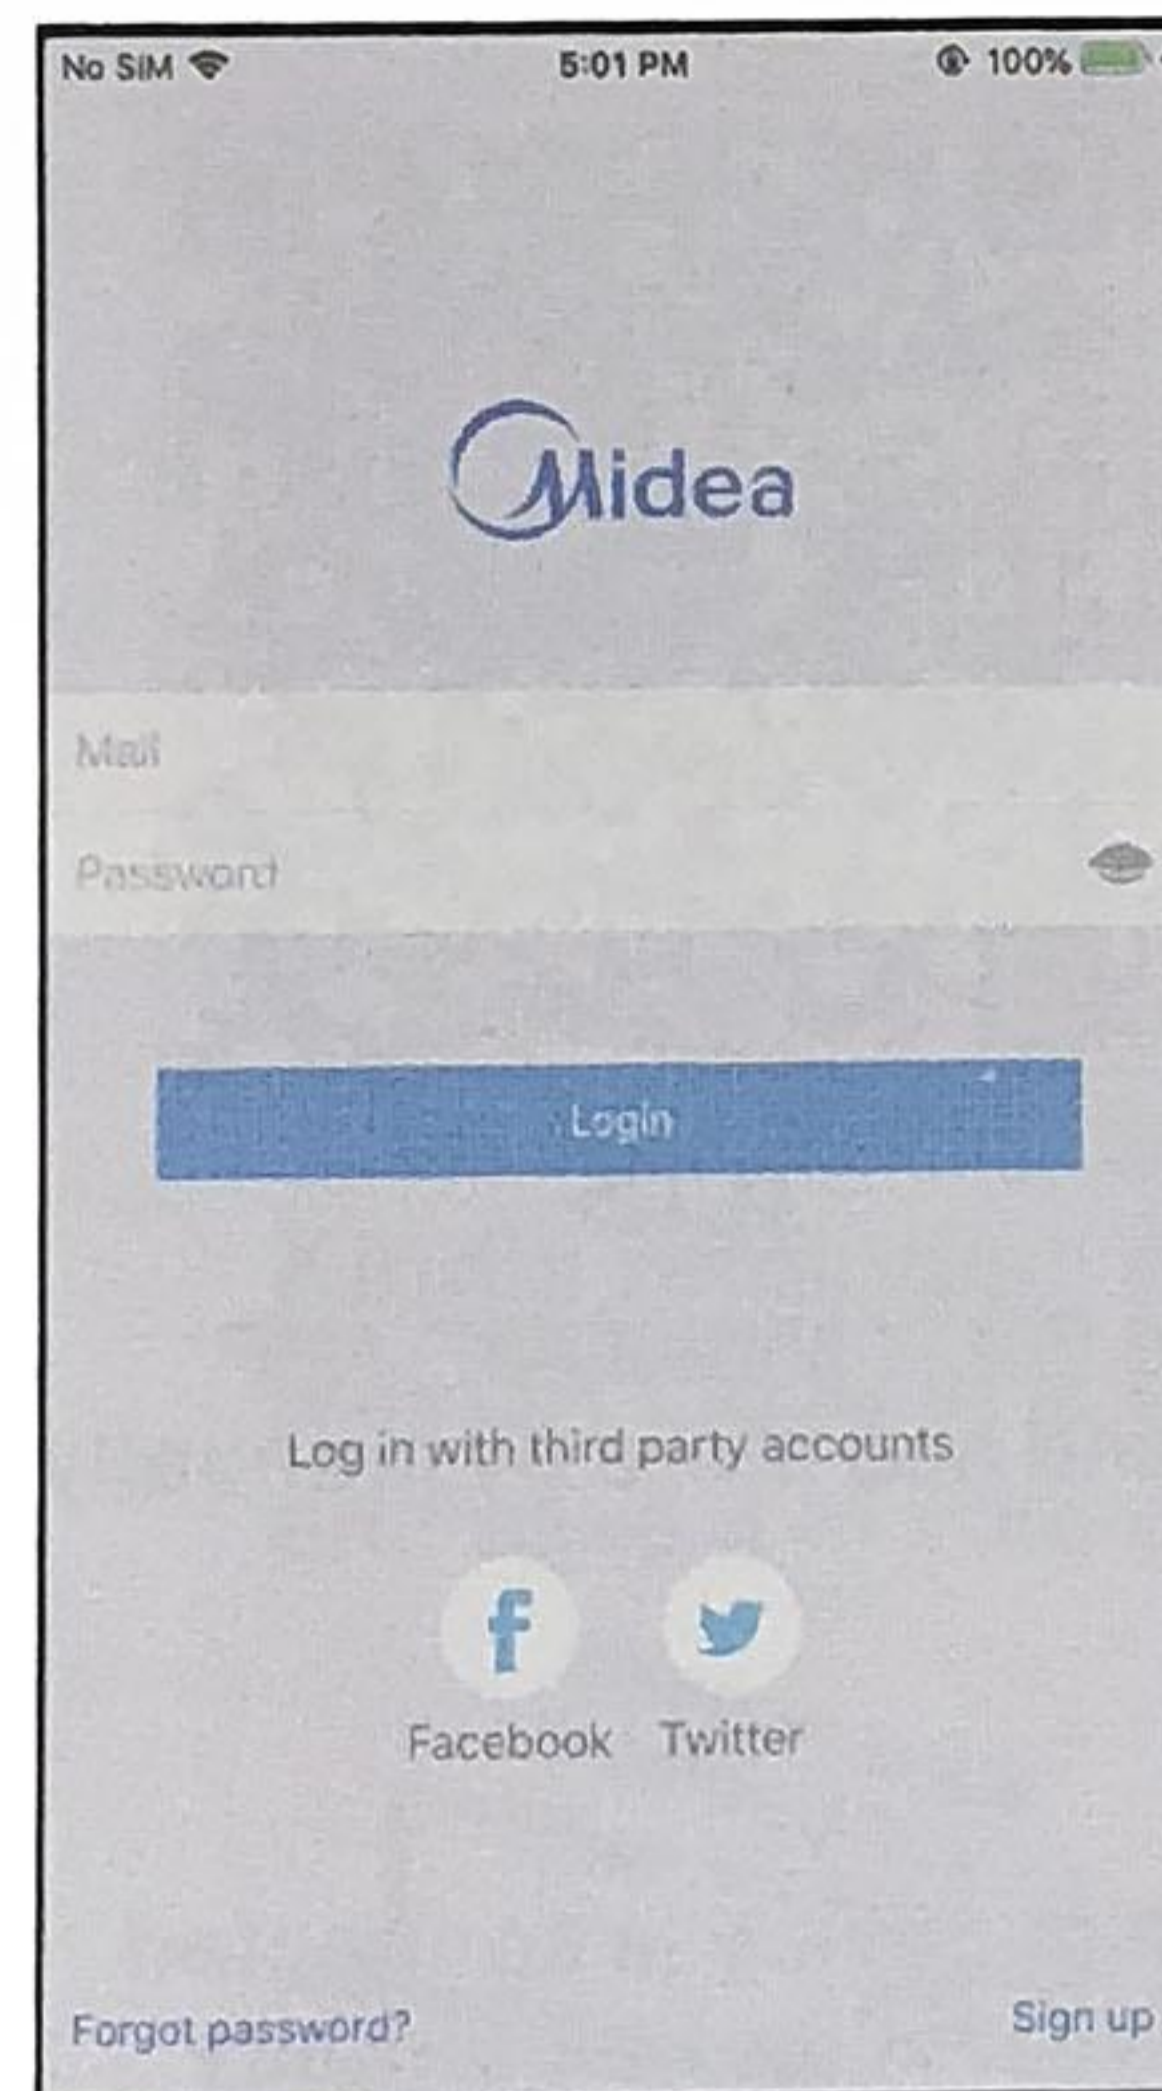 No SIM 5:01 PM 100%
Midea
Mail
Password
Login
Log in with third party accounts
Facebook Twitter
Forgot password? Sign up